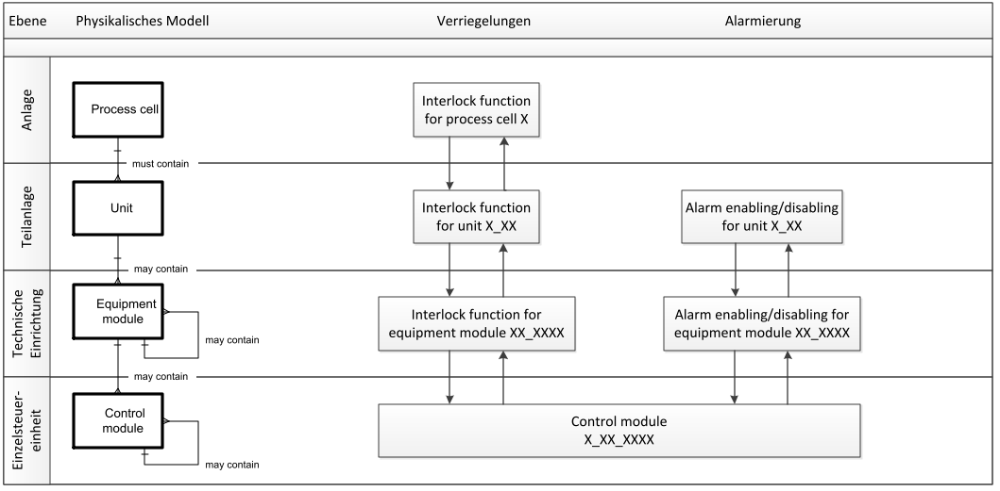 Ebene
Physikalisches Modell
Verriegelungen
Alarmierung
Anlage
Process cell
Interlock function
for process cell X
must contain
Teilanlage
Unit
Interlock function
for unit X_XX
Alarm enabling/disabling
for unit X_XX
may contain
Technische
Einrichtung
Equipment
module
may contain
Interlock function for
equipment module XX_XXXX
Alarm enabling/disabling for
equipment module XX_XXXX
may contain
Einzelsteuer-
einheit
Control
module
may contain
Control module
X_XX_XXXX